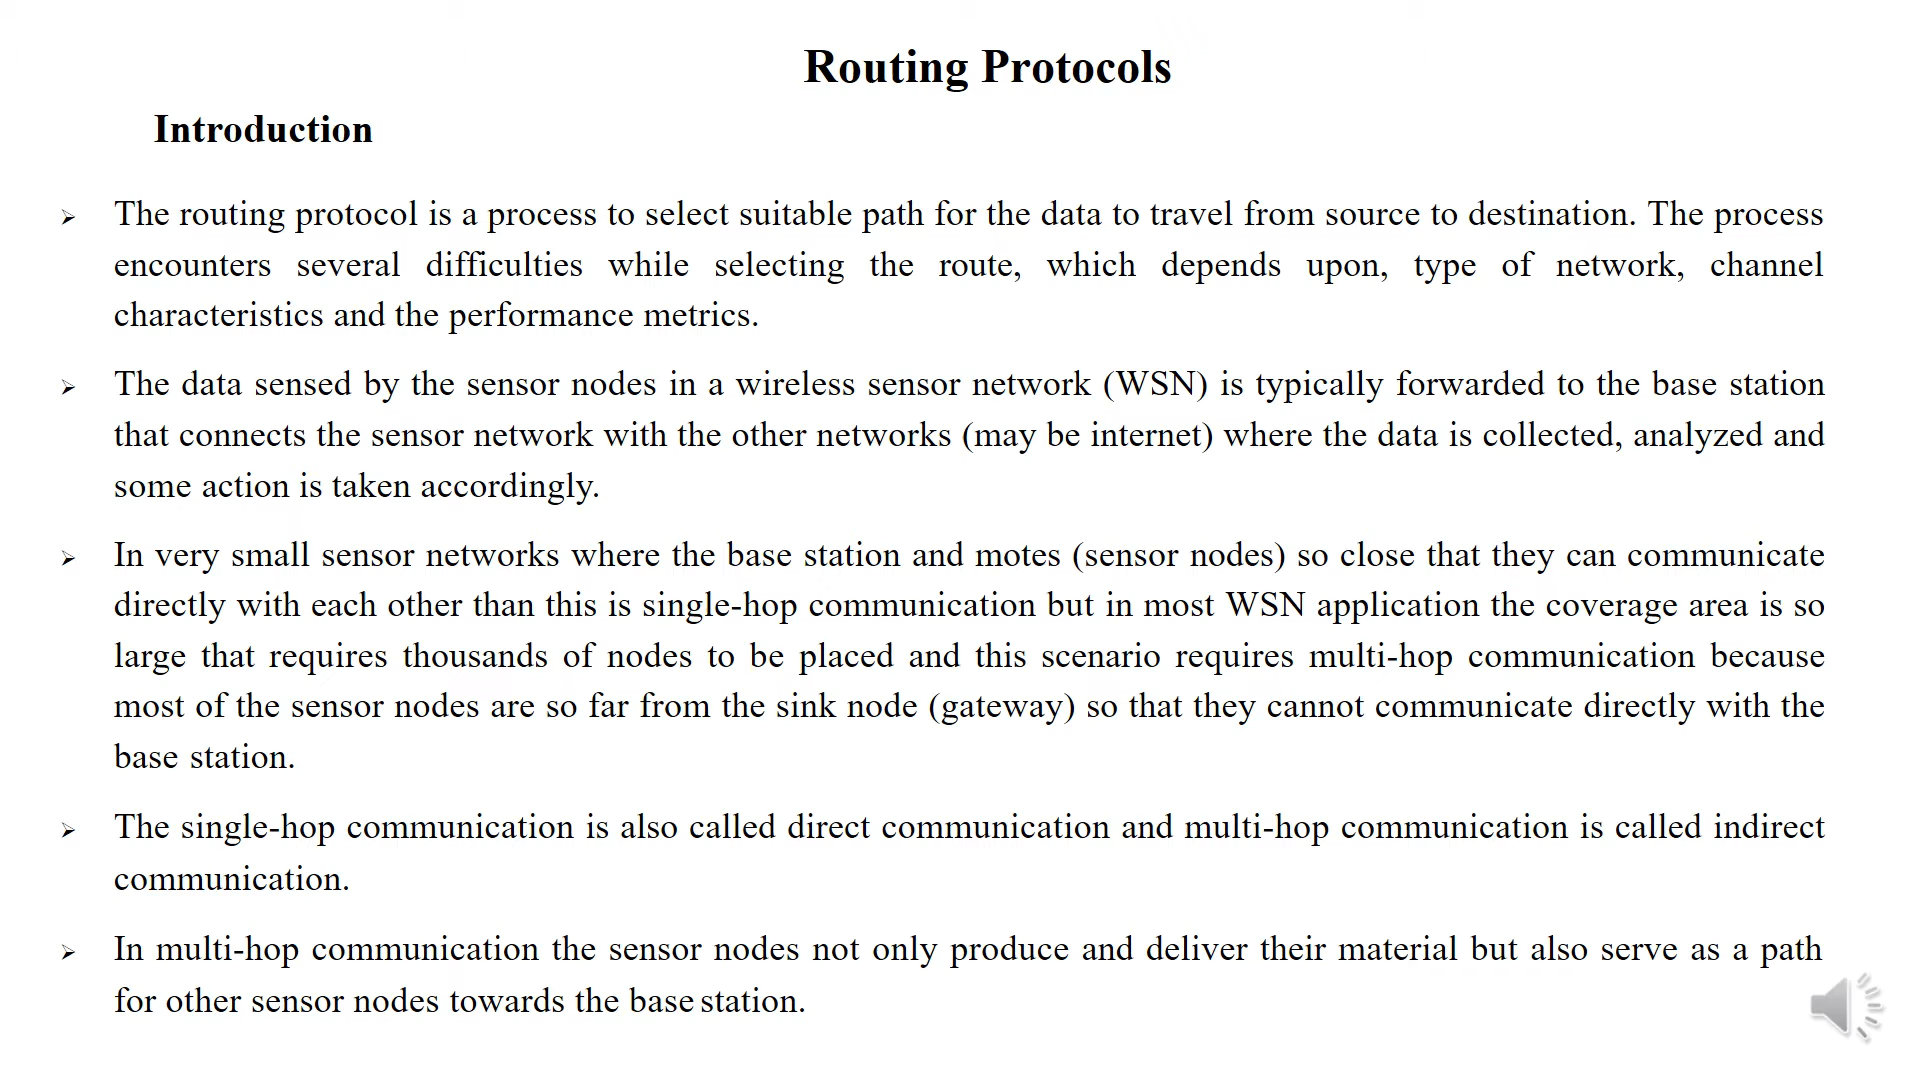 Routing Protocols
Introduction
The routing protocol is a process to select suitable path for the data to travel from source to destination. The process
encounters several difficulties while selecting the route, which depends upon, type of network, channel
characteristics and the performance metrics.
The data sensed by the sensor nodes in a wireless sensor network (WSN) is typically forwarded to the base station
that connects the sensor network with the other networks (may be internet) where the data is collected, analyzed and
some action is taken accordingly.
In very small sensor networks where the base station and motes (sensor nodes) so close that they can communicate
directly with each other than this is single-hop communication but in most WSN application the coverage area is so
large that requires thousands of nodes to be placed and this scenario requires multi-hop communication because
most of the sensor nodes are so far from the sink node (gateway) so that they cannot communicate directly with the
base station.
The single-hop communication is also called direct communication and multi-hop communication is called indirect
communication.
In multi-hop communication the sensor nodes not only produce and deliver their material but also serve as a path
for other sensor nodes towards the base station.